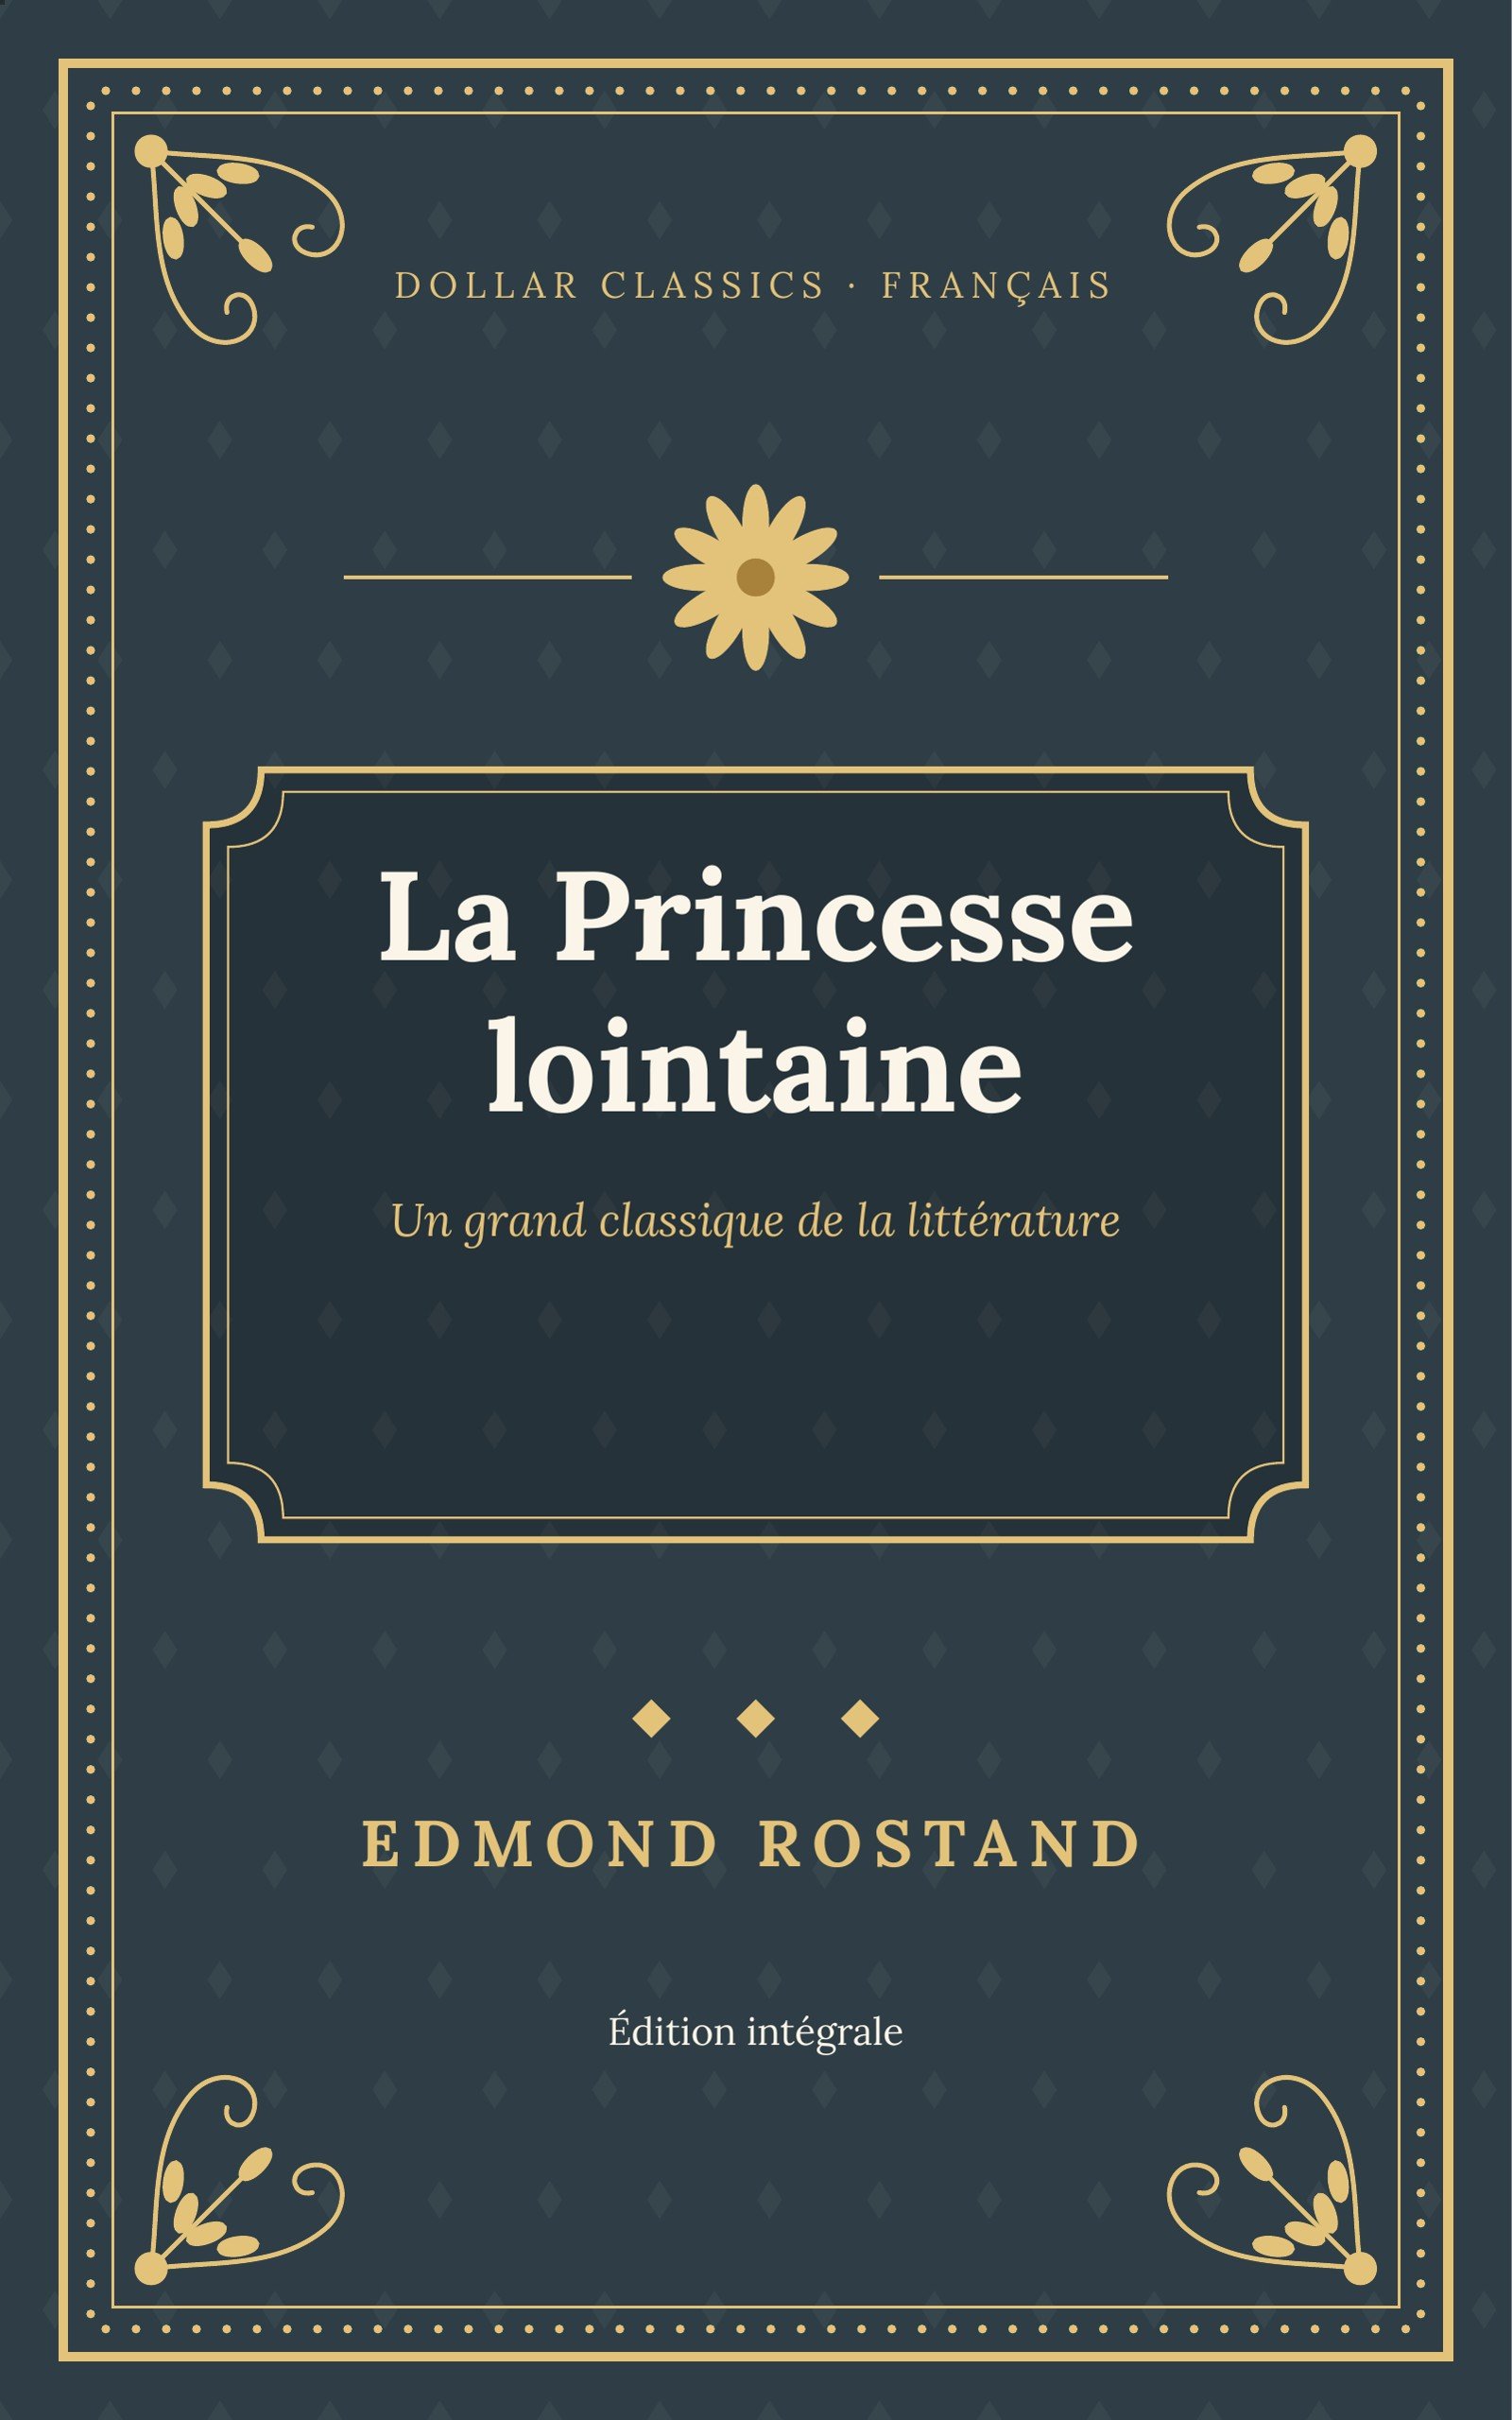 DOLLAR CLASSICS · FRANÇAIS
La Princesse
lointaine
Un grand classique de la littérature
EDMOND ROSTAND
Édition intégrale